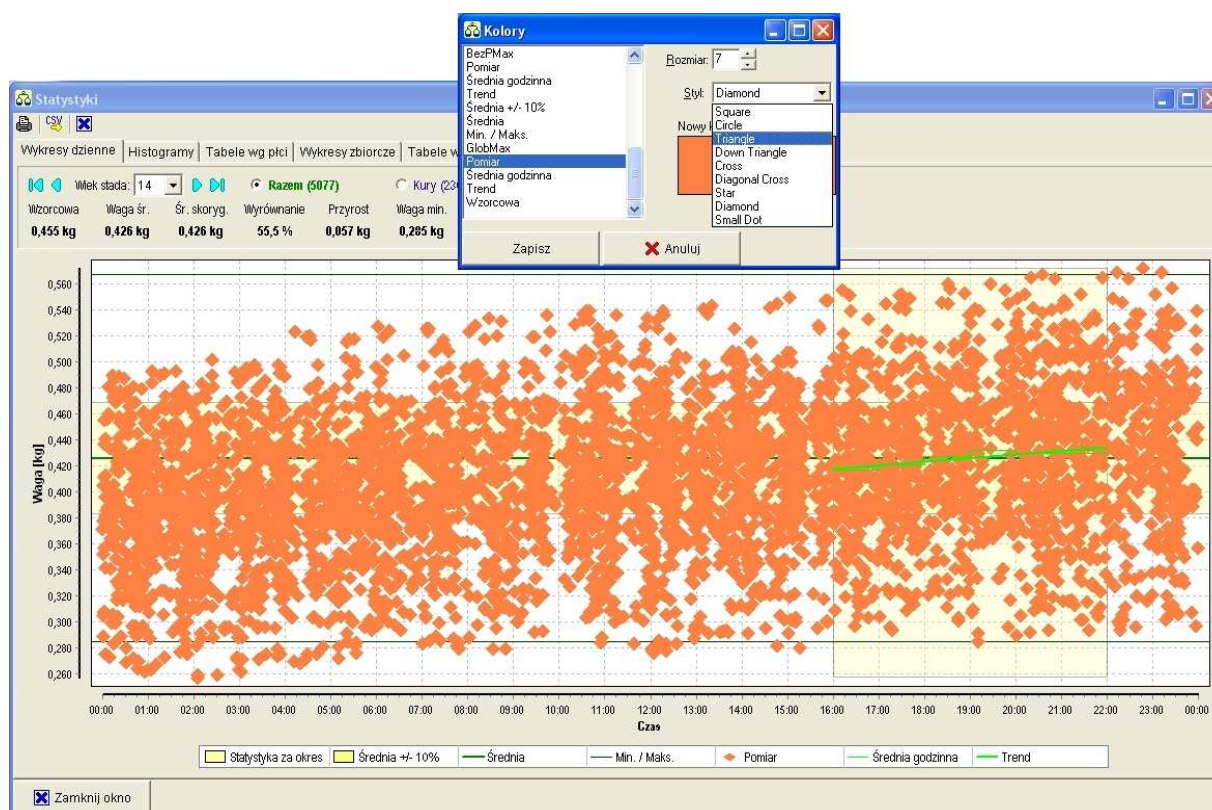 Kolory
BezPMax
Pomiar
Średnia godzinna
Trend
Średnia +/- 10%
Średnia
Min. / Maks.
GlobMax
Pomiar
Średnia godzinna
Trend
Wzorcowa
Rozmiar: 7
Styl: Diamond
Square
Circle
Triangle
Down Triangle
Cross
Diagonal Cross
Star
Diamond
Small Dot
Nowy
Zapisz
Anuluj
Statystyki
CSV
Wykresy dzienne Histogramy Tabele wg płci Wykresy zbiorcze Tabele w
Wiek stada: 14 Razem (5077) Kury (23
Wzorcowa Waga śr. Śr. skoryg. Wyrównanie Przyrost Waga min.
0,455 kg 0,426 kg 0,426 kg 55,5 % 0,057 kg 0,285 kg
Waga [kg]
0,560
0,540
0,520
0,500
0,480
0,460
0,440
0,420
0,400
0,380
0,360
0,340
0,320
0,300
0,280
0,260
00:00 01:00 02:00 03:00 04:00 05:00 06:00 07:00 08:00 09:00 10:00 11:00 12:00 13:00 14:00 15:00 16:00 17:00 18:00 19:00 20:00 21:00 22:00 23:00 00:00
Czas
Statystyka za okres Średnia +/- 10% Średnia Min. / Maks. Pomiar Średnia godzinna Trend
Zamknij okno